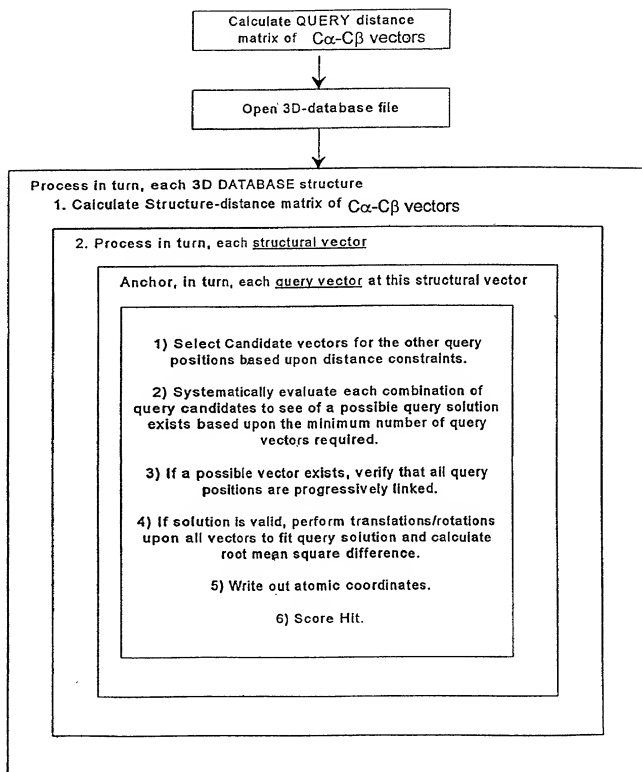 Calculate QUERY distance
matrix of Cα-Cβ vectors
Open 3D-database file
Process in turn, each 3D DATABASE structure
1. Calculate Structure-distance matrix of Cα-Cβ vectors
2. Process in turn, each structural vector
Anchor, in turn, each query vector at this structural vector
1) Select Candidate vectors for the other query
positions based upon distance constraints.
2) Systematically evaluate each combination of
query candidates to see of a possible query solution
exists based upon the minimum number of query
vectors required.
3) If a possible vector exists, verify that all query
positions are progressively linked.
4) If solution is valid, perform translations/rotations
upon all vectors to fit query solution and calculate
root mean square difference.
5) Write out atomic coordinates.
6) Score Hit.